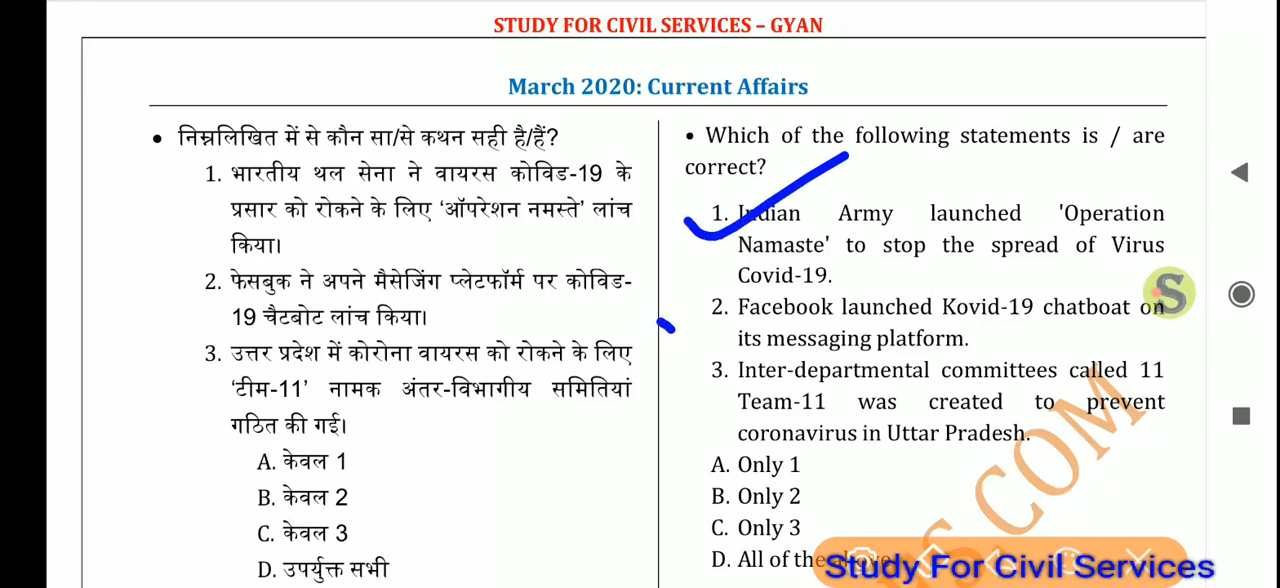 STUDY FOR CIVIL SERVICES – GYAN
March 2020: Current Affairs
• निम्नलिखित में से कौन सा/से कथन सही है/हैं?
1. भारतीय थल सेना ने वायरस कोविड-19 के
प्रसार को रोकने के लिए ‘ऑपरेशन नमस्ते’ लांच
किया।
2. फेसबुक ने अपने मैसेजिंग प्लेटफॉर्म पर कोविड-
19 चैटबोट लांच किया।
3. उत्तर प्रदेश में कोरोना वायरस को रोकने के लिए
‘टीम-11’ नामक अंतर-विभागीय समितियां
गठित की गई।
A. केवल 1
B. केवल 2
C. केवल 3
D. उपर्युक्त सभी
• Which of the following statements is / are
correct?
1. Indian Army launched 'Operation
Namaste' to stop the spread of Virus
Covid-19.
2. Facebook launched Kovid-19 chatboat on
its messaging platform.
3. Inter-departmental committees called 11
Team-11 was created to prevent
coronavirus in Uttar Pradesh.
A. Only 1
B. Only 2
C. Only 3
D. All of the above
S
COM
Study For Civil Services